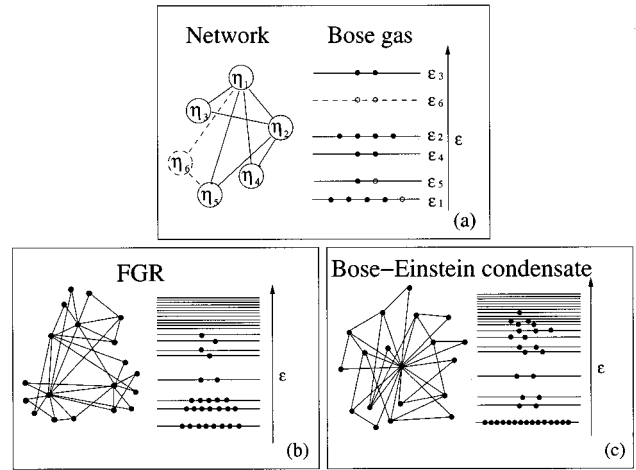 Network
Bose gas
η1
η3
η2
η6
η4
η5
ε3
ε6
ε2
ε4
ε5
ε1
ε
(a)
FGR
ε
(b)
Bose−Einstein condensate
ε
(c)